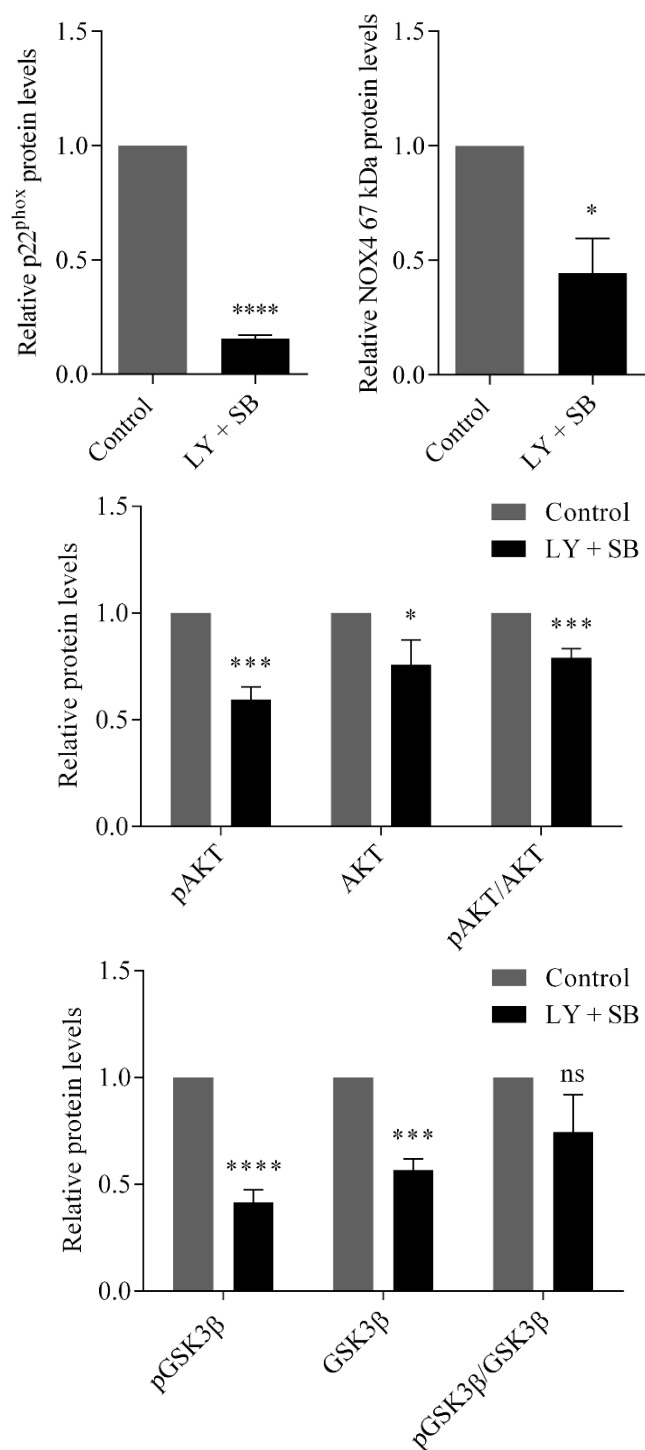 Relative p22phox protein levels
1.5
1.0
0.5
0.0
****
Control
LY + SB
Relative NOX4 67 kDa protein levels
1.5
1.0
0.5
0.0
*
Control
LY + SB
Relative protein levels
1.5
1.0
0.5
0.0
Control
LY + SB
***
*
***
pAKT
AKT
pAKT/AKT
Relative protein levels
1.5
1.0
0.5
0.0
Control
LY + SB
****
***
ns
pGSK3β
GSK3β
pGSK3β/GSK3β